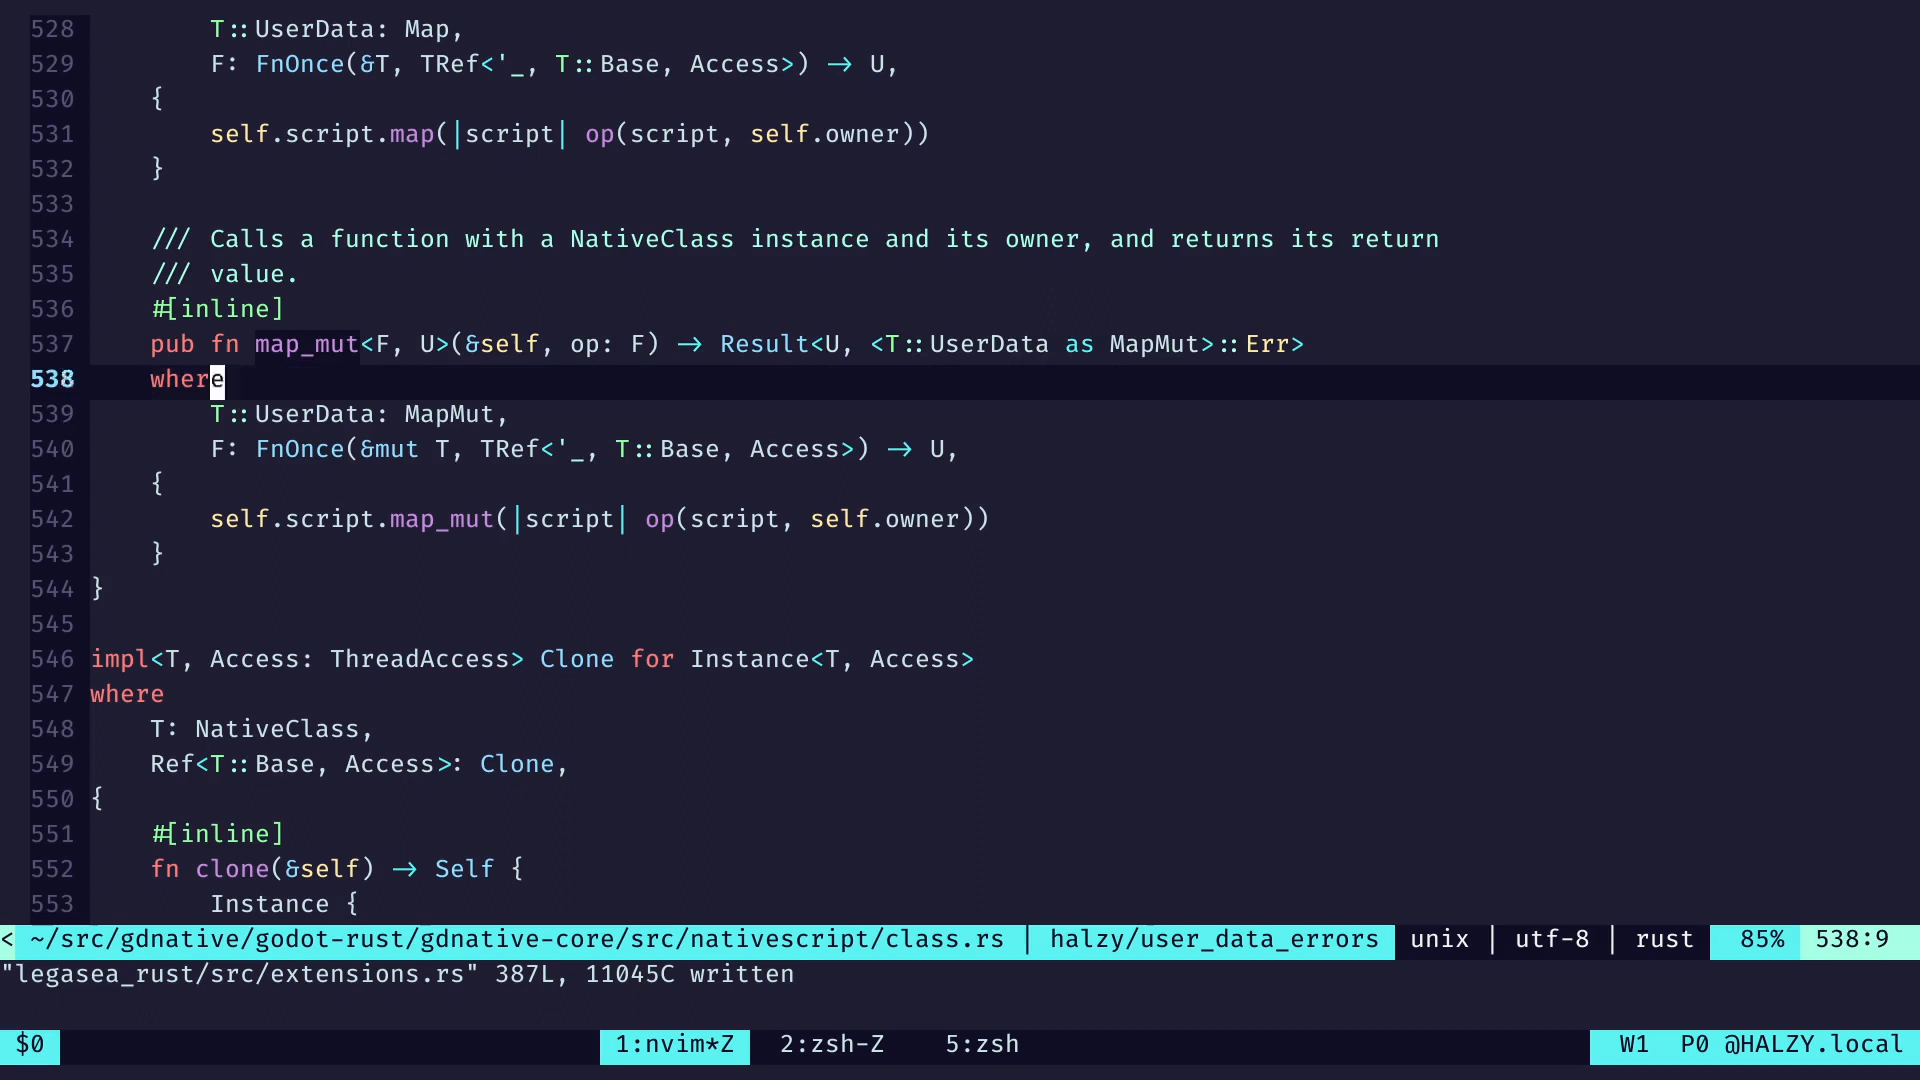 528         T::UserData: Map,
529         F: FnOnce(&T, TRef<'_, T::Base, Access>) -> U,
530     {
531         self.script.map(|script| op(script, self.owner))
532     }
533
534     /// Calls a function with a NativeClass instance and its owner, and returns its return
535     /// value.
536     #[inline]
537     pub fn map_mut<F, U>(&self, op: F) -> Result<U, <T::UserData as MapMut>::Err>
538     where
539         T::UserData: MapMut,
540         F: FnOnce(&mut T, TRef<'_, T::Base, Access>) -> U,
541     {
542         self.script.map_mut(|script| op(script, self.owner))
543     }
544 }
545
546 impl<T, Access: ThreadAccess> Clone for Instance<T, Access>
547 where
548     T: NativeClass,
549     Ref<T::Base, Access>: Clone,
550 {
551     #[inline]
552     fn clone(&self) -> Self {
553         Instance {
< ~/src/gdnative/godot-rust/gdnative-core/src/nativescript/class.rs | halzy/user_data_errors unix | utf-8 | rust 85% 538:9
"legasea_rust/src/extensions.rs" 387L, 11045C written
$0 1:nvim*Z 2:zsh-Z 5:zsh W1 P0 @HALZY.local